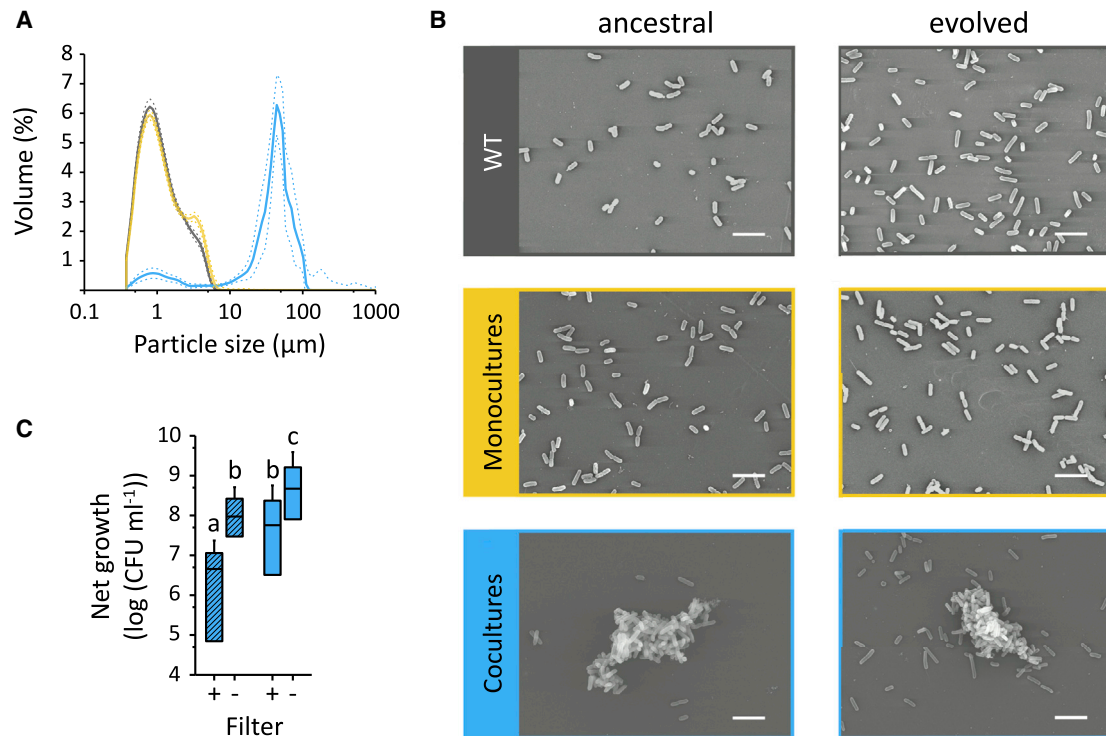 A
8
7
6
5
4
3
2
1
Volume (%)
0.1 1 10 100 1000
Particle size (µm)
B
ancestral evolved
WT
Monocultures
Cocultures
C
10
9
8
7
6
5
4
Net growth
(log (CFU ml⁻¹))
a b b c
+ - + -
Filter